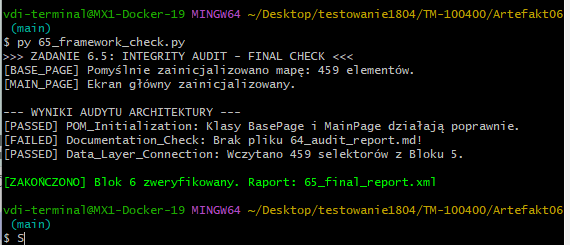 vdi-terminal@MX1-Docker-19 MINGW64 ~/Desktop/testowanie1804/TM-100400/Artefakt06
(main)
$ py 65_framework_check.py
>>> ZADANIE 6.5: INTEGRITY AUDIT - FINAL CHECK <<<
[BASE_PAGE] Pomyślnie zainicjalizowano mapę: 459 elementów.
[MAIN_PAGE] Ekran główny zainicjalizowany.
--- WYNIKI AUDYTU ARCHITEKTURY ---
[PASSED] POM_Initialization: Klasy BasePage i MainPage działają poprawnie.
[FAILED] Documentation_Check: Brak pliku 64_audit_report.md!
[PASSED] Data_Layer_Connection: Wczytano 459 selektorów z Bloku 5.
[ZAKOŃCZONO] Blok 6 zweryfikowany. Raport: 65_final_report.xml
vdi-terminal@MX1-Docker-19 MINGW64 ~/Desktop/testowanie1804/TM-100400/Artefakt06
(main)
$ S